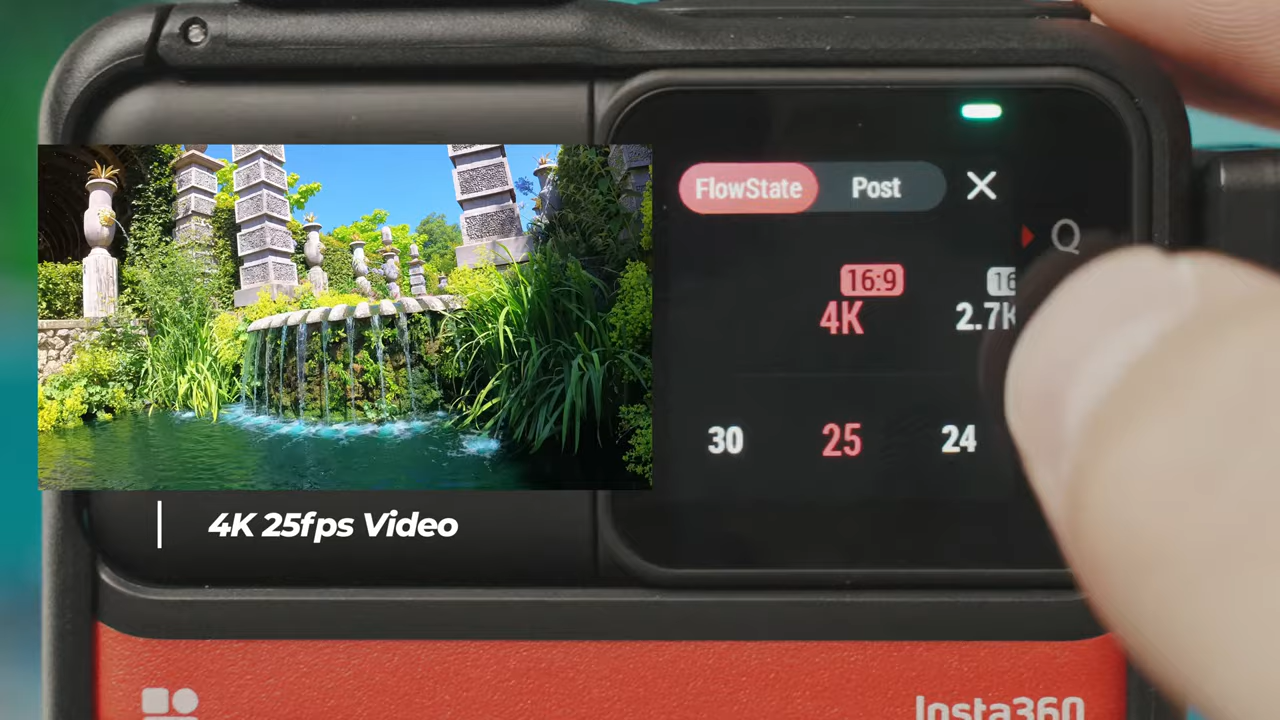 FlowState Post
Q
16:9
4K 2.7K
30 25 24
4K 25fps Video
Insta360